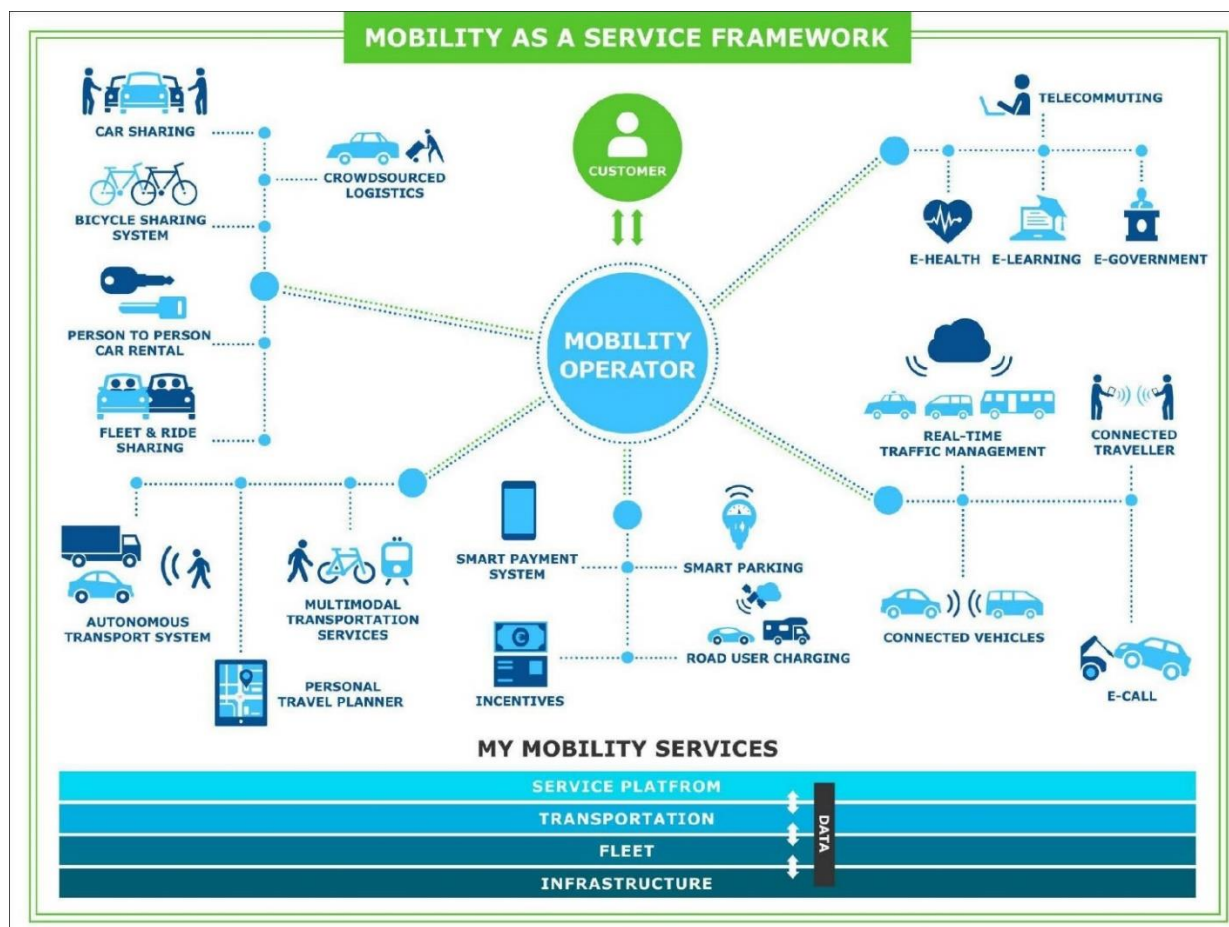 MOBILITY AS A SERVICE FRAMEWORK
CUSTOMER
MOBILITY
OPERATOR
CAR SHARING
CROWDSOURCED
LOGISTICS
BICYCLE SHARING
SYSTEM
PERSON TO PERSON
CAR RENTAL
FLEET & RIDE
SHARING
TELECOMMUTING
E-HEALTH
E-LEARNING
E-GOVERNMENT
REAL-TIME
TRAFFIC MANAGEMENT
CONNECTED
TRAVELLER
CONNECTED VEHICLES
E-CALL
AUTONOMOUS
TRANSPORT SYSTEM
MULTIMODAL
TRANSPORTATION
SERVICES
PERSONAL
TRAVEL PLANNER
SMART PAYMENT
SYSTEM
SMART PARKING
INCENTIVES
ROAD USER CHARGING
MY MOBILITY SERVICES
SERVICE PLATFROM
TRANSPORTATION
FLEET
INFRASTRUCTURE
DATA